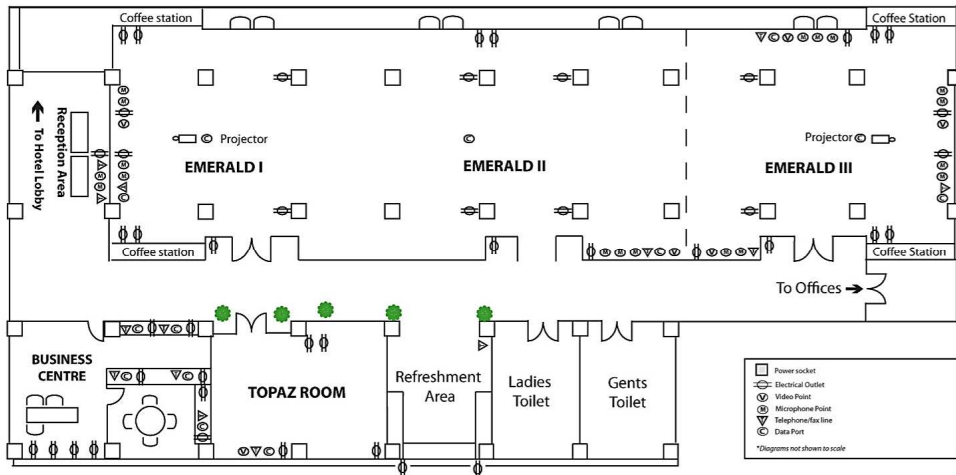 Coffee station
Coffee Station
To Hotel Lobby
Reception Area
Projector
EMERALD I
EMERALD II
Projector
EMERALD III
Coffee station
Coffee Station
To Offices
BUSINESS
CENTRE
TOPAZ ROOM
Refreshment
Area
Ladies
Toilet
Gents
Toilet
Power socket
Electrical Outlet
V Video Point
M Microphone Point
T Telephone/fax line
C Data Port
*Diagrams not shown to scale